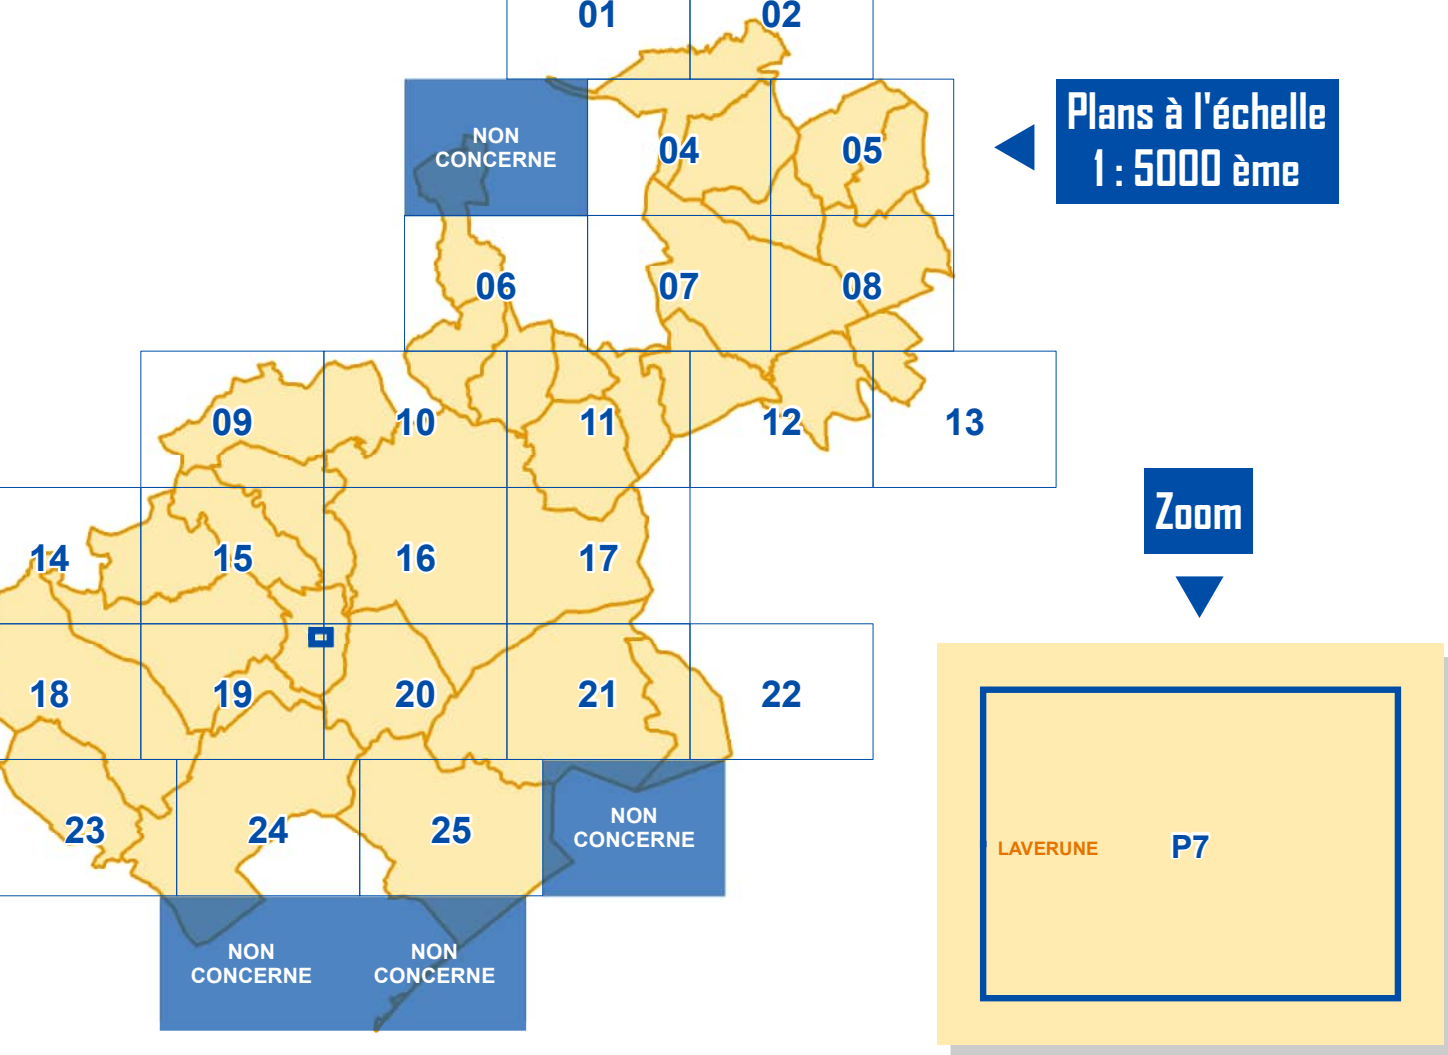 01
02
NON
CONCERNE
04
05
Plans à l'échelle
1 : 5000 ème
06
07
08
09
10
11
12
13
Zoom
14
15
16
17
18
19
20
21
22
23
24
25
NON
CONCERNE
LAVERUNE
P7
NON
CONCERNE
NON
CONCERNE